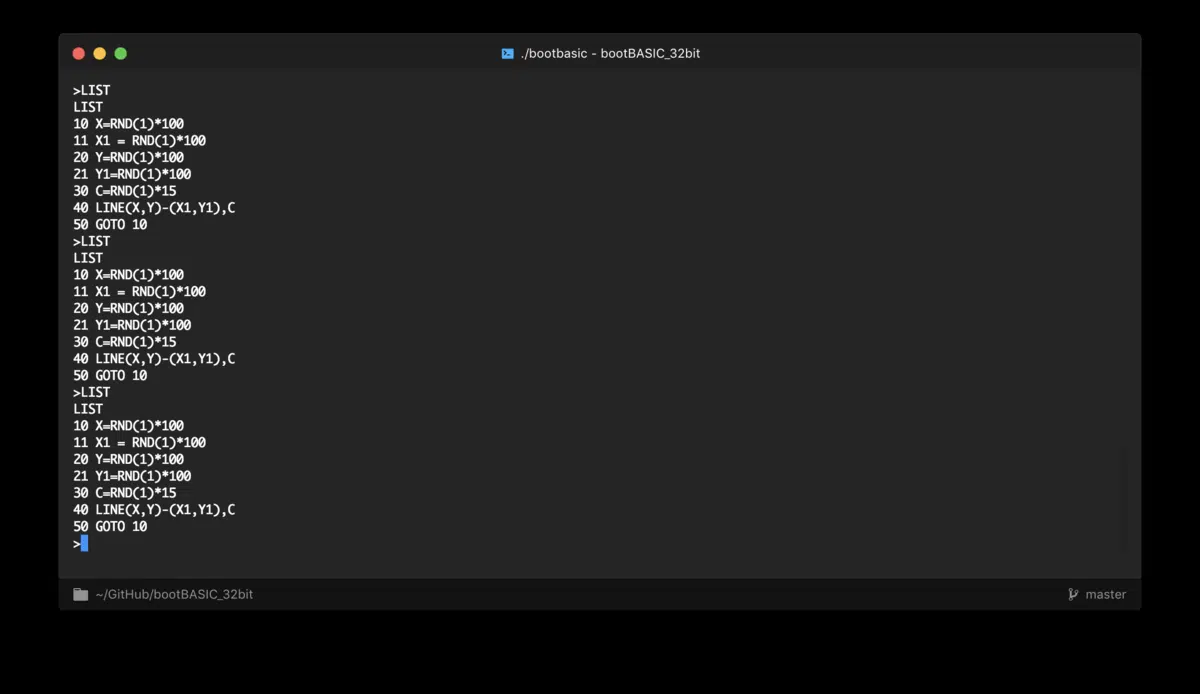 ./bootbasic - bootBASIC_32bit
>LIST
LIST
10 X=RND(1)*100
11 X1 = RND(1)*100
20 Y=RND(1)*100
21 Y1=RND(1)*100
30 C=RND(1)*15
40 LINE(X,Y)-(X1,Y1),C
50 GOTO 10
>LIST
LIST
10 X=RND(1)*100
11 X1 = RND(1)*100
20 Y=RND(1)*100
21 Y1=RND(1)*100
30 C=RND(1)*15
40 LINE(X,Y)-(X1,Y1),C
50 GOTO 10
>LIST
LIST
10 X=RND(1)*100
11 X1 = RND(1)*100
20 Y=RND(1)*100
21 Y1=RND(1)*100
30 C=RND(1)*15
40 LINE(X,Y)-(X1,Y1),C
50 GOTO 10
>
~/GitHub/bootBASIC_32bit master